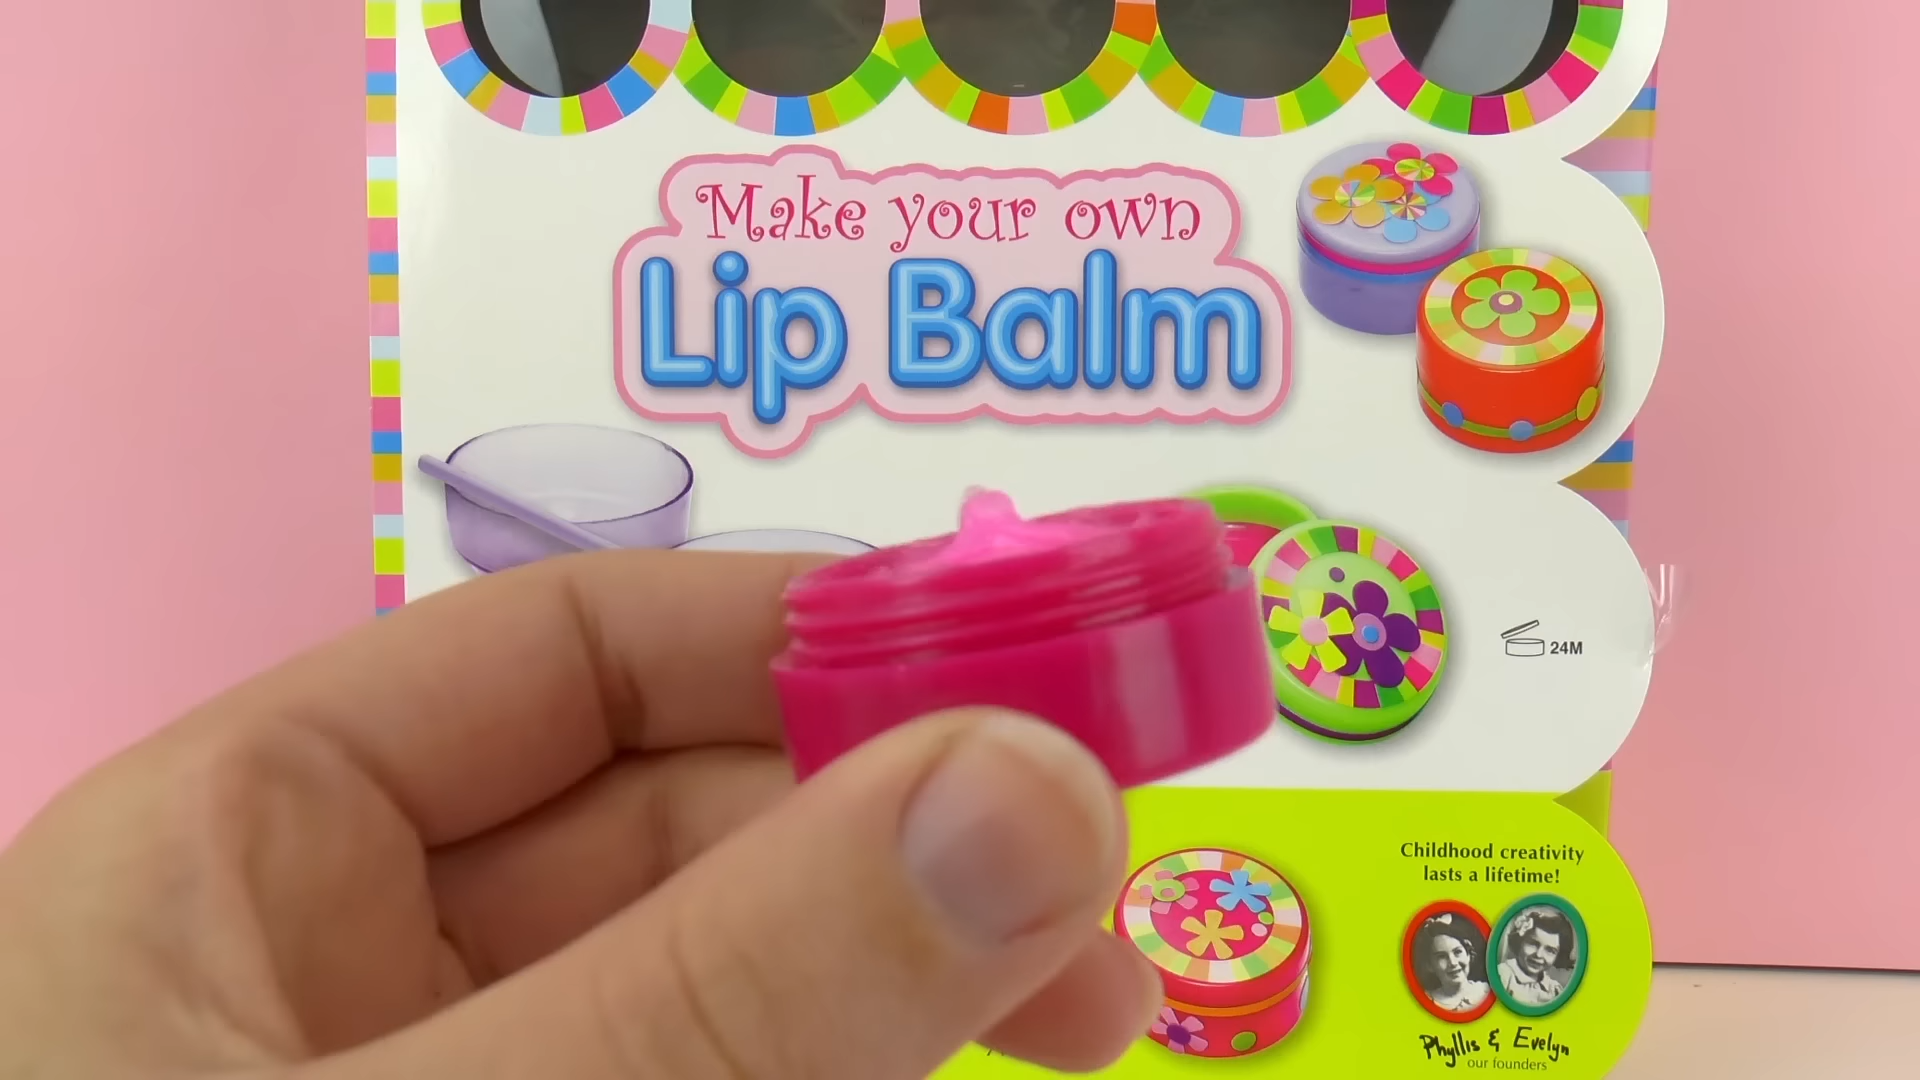 Make your own
Lip Balm
24M
Childhood creativity
lasts a lifetime!
Phyllis & Evelyn
our founders